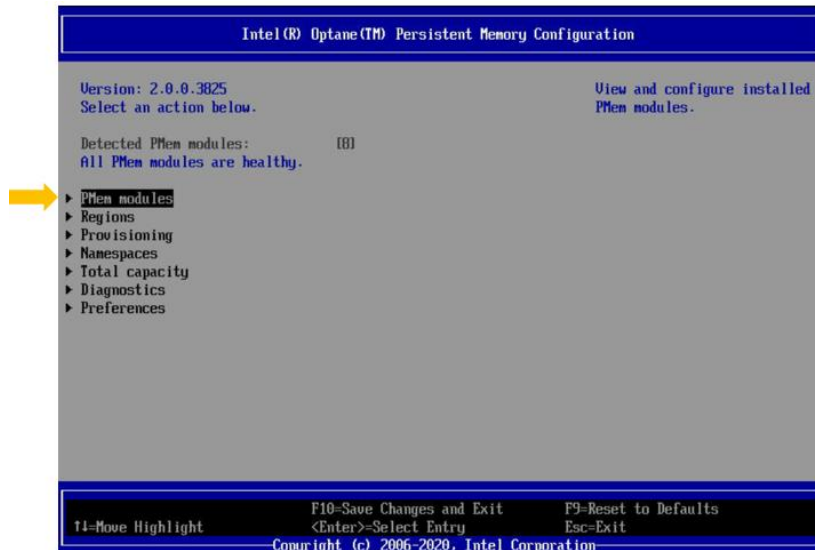 Intel(R) Optane(TM) Persistent Memory Configuration
Version: 2.0.0.3825
Select an action below.
View and configure installed
PMem modules.
Detected PMem modules: [8]
All PMem modules are healthy.
PMem modules
Regions
Provisioning
Namespaces
Total capacity
Diagnostics
Preferences
F10=Save Changes and Exit F9=Reset to Defaults
↑↓=Move Highlight <Enter>=Select Entry Esc=Exit
Copyright (c) 2006-2020, Intel Corporation